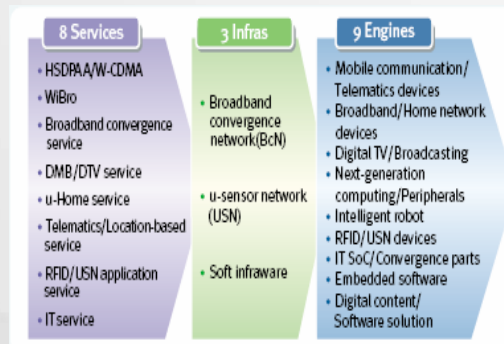 8 Services
• HSDPAA/W-CDMA
• WiBro
• Broadband convergence
service
• DMB/DTV service
• u-Home service
• Telematics/Location-based
service
• RFID/USN application
service
• IT service
3 Infras
• Broadband
convergence
network(BcN)
• u-sensor network
(USN)
• Soft infraware
9 Engines
• Mobile communication/
Telematics devices
• Broadband/Home network
devices
• Digital TV/Broadcasting
• Next-generation
computing/Peripherals
• Intelligent robot
• RFID/USN devices
• IT SoC/Convergence parts
• Embedded software
• Digital content/
Software solution